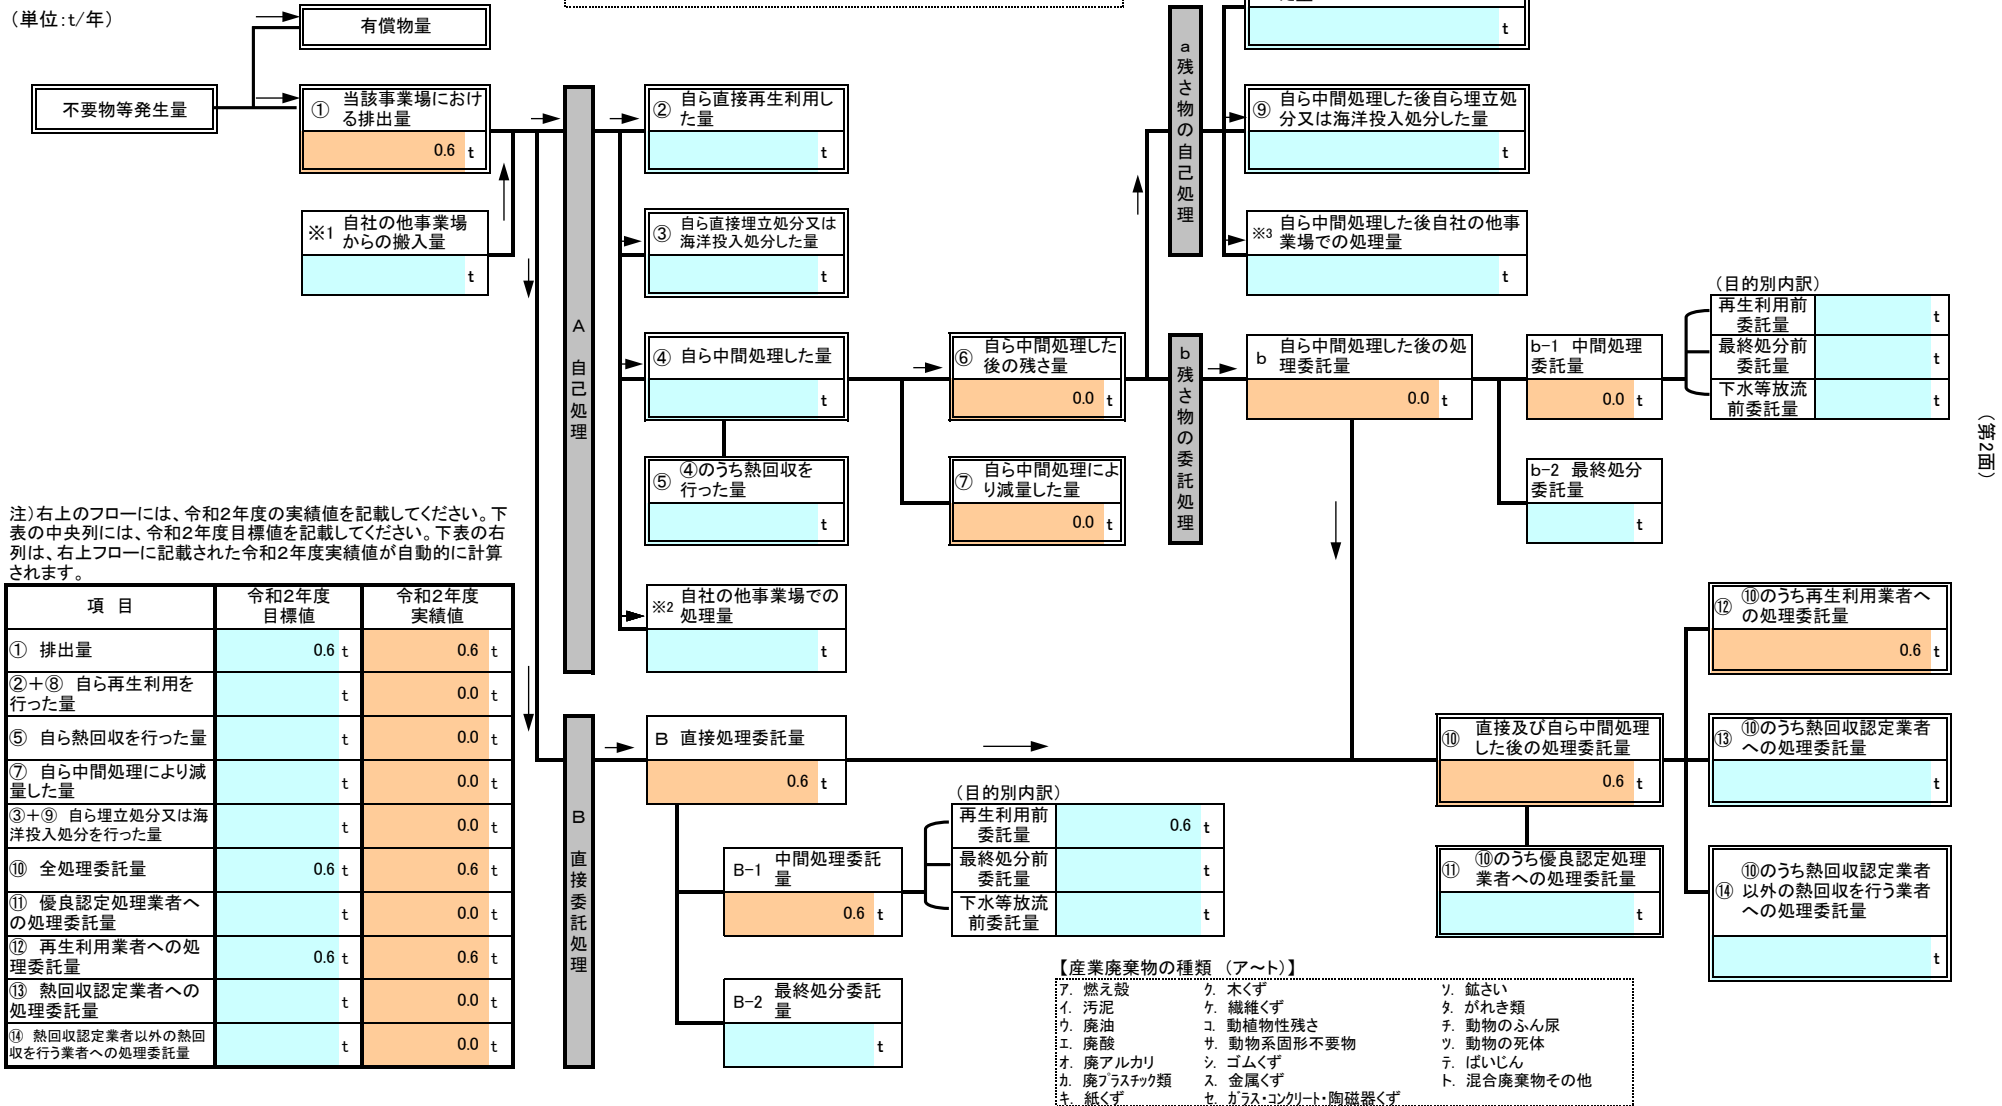 （単位：t/年）
有償物量
不要物等発生量
① 当該事業場におけ
る排出量
0.6 t
※1 自社の他事業場
からの搬入量
t
A 自己処理
② 自ら直接再生利用し
た量
t
③ 自ら直接埋立処分又は
海洋投入処分した量
t
④ 自ら中間処理した量
t
⑤ ④のうち熱回収を
行った量
t
※2 自社の他事業場での
処理量
t
⑥ 自ら中間処理した
後の残さ量
0.0 t
⑦ 自ら中間処理によ
り減量した量
0.0 t
a残さ物の自己処理
t
⑨ 自ら中間処理した後自ら埋立処
分又は海洋投入処分した量
t
※3 自ら中間処理した後自社の他事
業場での処理量
t
b残さ物の委託処理
b 自ら中間処理した後の処
理委託量
0.0 t
b-1 中間処理
委託量
0.0 t
b-2 最終処分
委託量
t
（目的別内訳）
再生利用前
委託量
t
最終処分前
委託量
t
下水等放流
前委託量
t
（第2面）
注）右上のフローには、令和２年度の実績値を記載してください。下
表の中央列には、令和２年度目標値を記載してください。下表の右
列は、右上フローに記載された令和２年度実績値が自動的に計算
されます。
項 目 令和２年度 令和２年度
目標値 実績値
① 排出量 0.6 t 0.6 t
②＋⑧ 自ら再生利用を
行った量 t 0.0 t
⑤ 自ら熱回収を行った量 t 0.0 t
⑦ 自ら中間処理により減
量した量 t 0.0 t
③＋⑨ 自ら埋立処分又は海
洋投入処分を行った量 t 0.0 t
⑩ 全処理委託量 0.6 t 0.6 t
⑪ 優良認定処理業者へ
の処理委託量 t 0.0 t
⑫ 再生利用業者への処
理委託量 0.6 t 0.6 t
⑬ 熱回収認定業者への
処理委託量 t 0.0 t
⑭ 熱回収認定業者以外の熱回
収を行う業者への処理委託量 t 0.0 t
B 直接委託処理
B 直接処理委託量
0.6 t
B-1 中間処理委託
量
0.6 t
B-2 最終処分委託
量
t
（目的別内訳）
再生利用前
委託量
0.6 t
最終処分前
委託量
t
下水等放流
前委託量
t
⑩ 直接及び自ら中間処理
した後の処理委託量
0.6 t
⑪ ⑩のうち優良認定処理
業者への処理委託量
t
⑫ ⑩のうち再生利用業者へ
の処理委託量
0.6 t
⑬ ⑩のうち熱回収認定業者
への処理委託量
t
⑭ ⑩のうち熱回収認定業者
以外の熱回収を行う業者
への処理委託量
t
【産業廃棄物の種類 （ア～ト）】
ア. 燃え殻 ク. 木くず ソ. 鉱さい
イ. 汚泥 ケ. 繊維くず タ. がれき類
ウ. 廃油 コ. 動植物性残さ チ. 動物のふん尿
エ. 廃酸 サ. 動物系固形不要物 ツ. 動物の死体
オ. 廃アルカリ シ. ゴムくず テ. ばいじん
カ. 廃プラスチック類 ス. 金属くず ト. 混合廃棄物その他
キ. 紙くず セ. ガラス・コンクリート・陶磁器くず